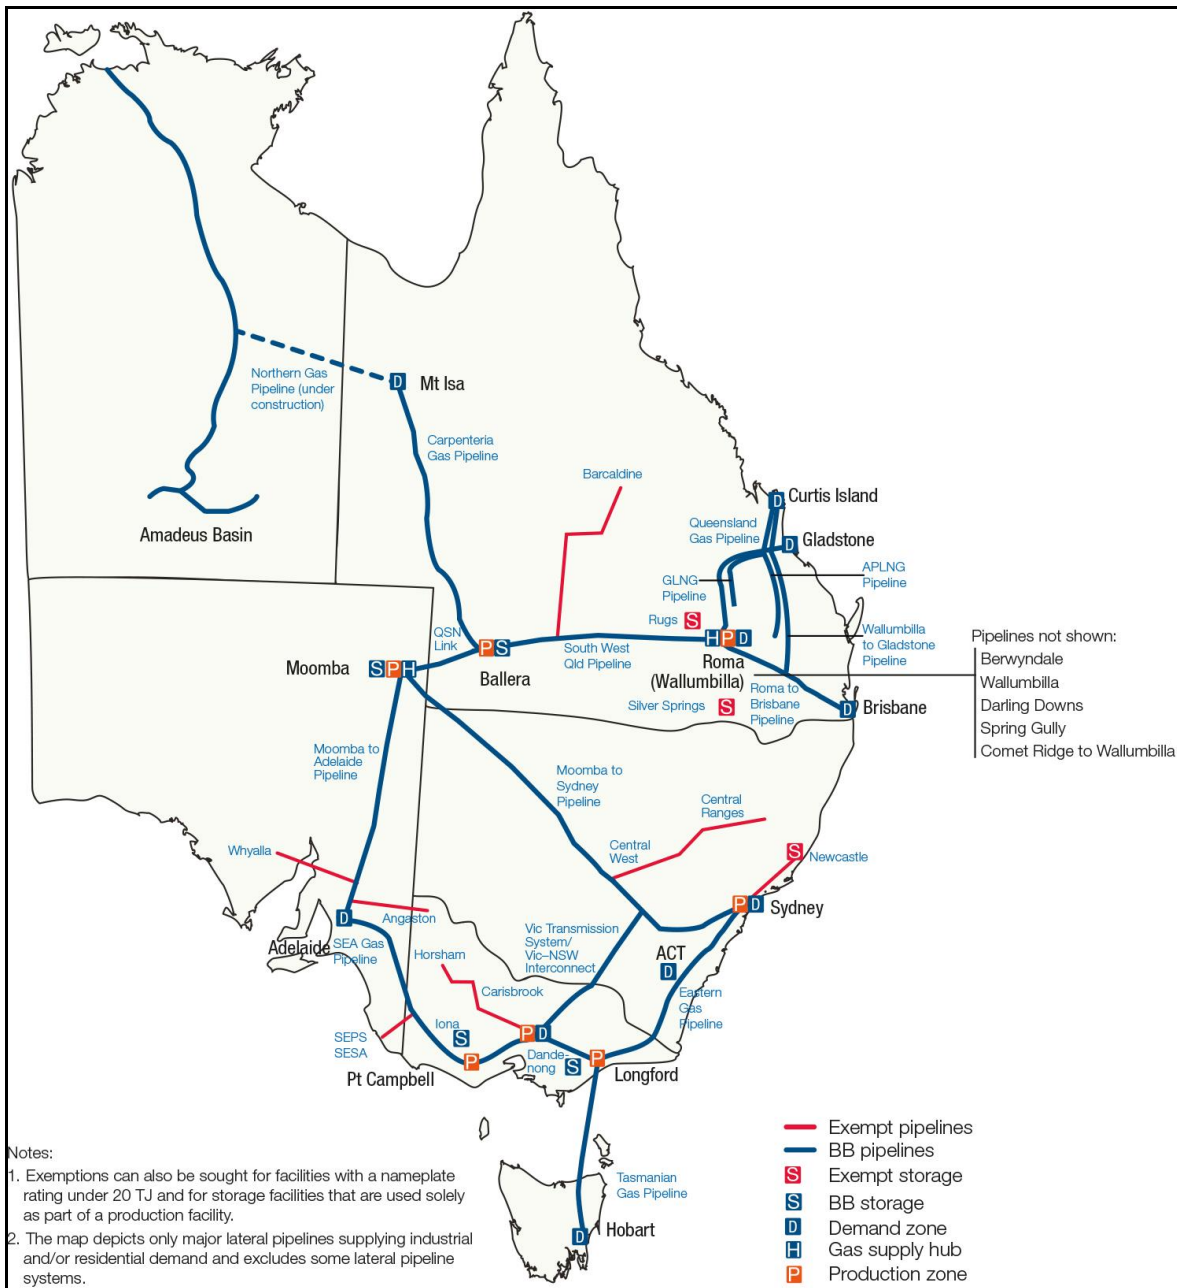 Northern Gas
Pipeline (under
construction)
D
Mt Isa
Carpenteria
Gas Pipeline
Barcaldine
Amadeus Basin
D
Curtis Island
Queensland
Gas Pipeline
D
Gladstone
GLNG
Pipeline
APLNG
Pipeline
Rugs
S
QSN
Link
Moomba
S P H
P S
Ballera
South West
Qld Pipeline
H P D
Roma
(Wallumbilla)
Wallumbilla
to Gladstone
Pipeline
Pipelines not shown:
Berwyndale
Wallumbilla
Darling Downs
Spring Gully
Comet Ridge to Wallumbilla
Silver Springs
S
Roma to
Brisbane
Pipeline
D
Brisbane
Moomba to
Adelaide
Pipeline
Moomba to
Sydney
Pipeline
Central
Ranges
Central
West
Whyalla
S
Newcastle
D
Adelaide
Angaston
SEA Gas
Pipeline
P D
Sydney
Vic Transmission
System/
Vic–NSW
Interconnect
ACT
D
Horsham
Carisbrook
Eastern
Gas
Pipeline
SEPS
SESA
Iona
S
P D
Pt Campbell
P
Dande-
nong
S
P
Longford
Tasmanian
Gas Pipeline
D
Hobart
Notes:
1. Exemptions can also be sought for facilities with a nameplate
rating under 20 TJ and for storage facilities that are used solely
as part of a production facility.
2. The map depicts only major lateral pipelines supplying industrial
and/or residential demand and excludes some lateral pipeline
systems.
Exempt pipelines
BB pipelines
S Exempt storage
S BB storage
D Demand zone
H Gas supply hub
P Production zone